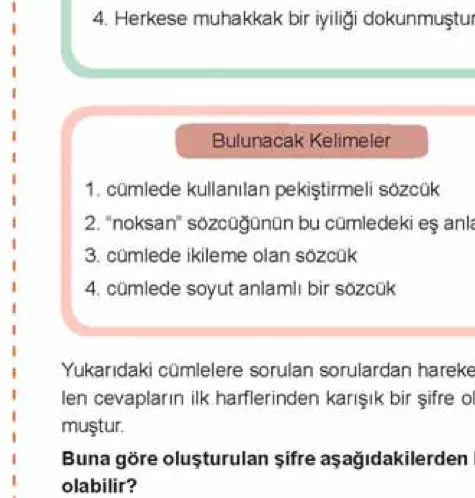 4. Herkese muhakkak bir iyiliği dokunmuştur
Bulunacak Kelimeler
1. cümlede kullanılan pekiştirmeli sözcük
2. "noksan" sözcüğünün bu cümledeki eş anla
3. cümlede ikileme olan sözcük
4. cümlede soyut anlamlı bir sözcük
Yukarıdaki cümlelere sorulan sorulardan hareke
len cevapların ilk harflerinden karışık bir şifre ol
muştur.
Buna göre oluşturulan şifre aşağıdakilerden
olabilir?